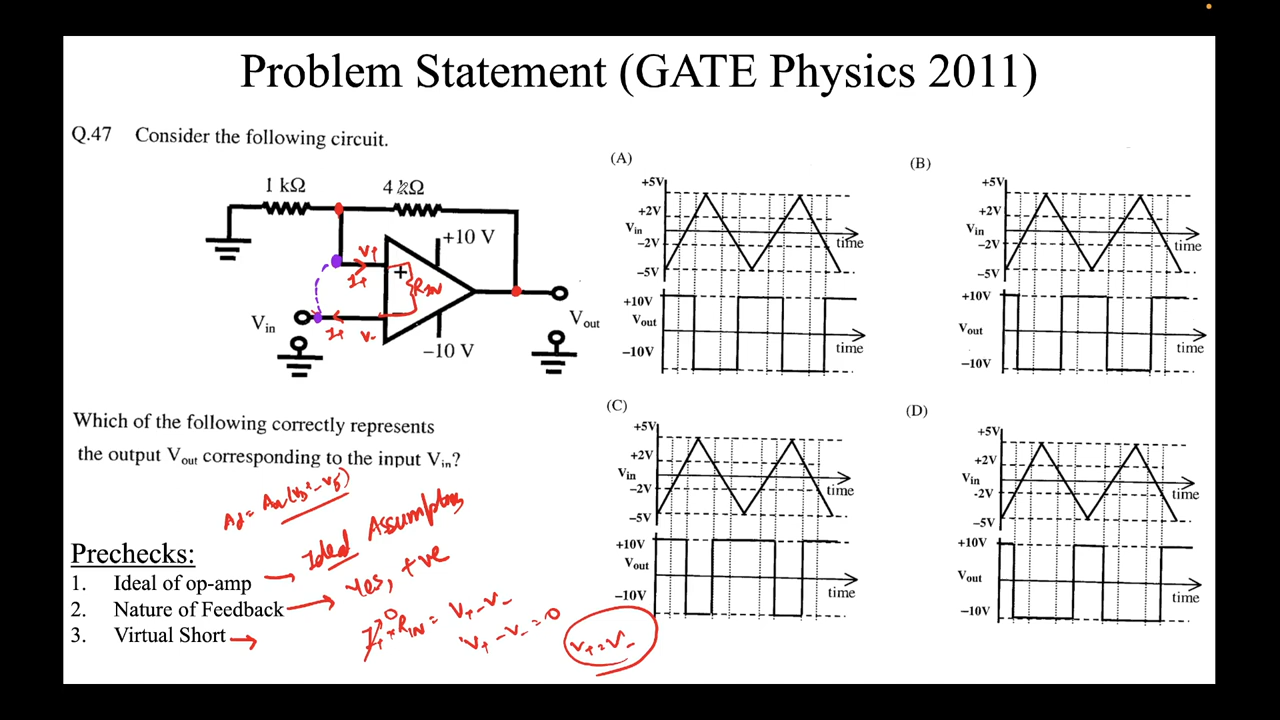 Problem Statement (GATE Physics 2011)
Q.47 Consider the following circuit.
1 kΩ
4 kΩ
+10 V
V+
I+
+
RIN
Vin
I+
V-
−10 V
Vout
Which of the following correctly represents
the output Vout corresponding to the input Vin?
Ideal Assumptions
Prechecks:
1. Ideal of op-amp
2. Nature of Feedback
Yes, +ve
3. Virtual Short
0
I+ * RIN = V+ - V-
V+ - V- = 0
V+ = V-
(A)
+5V
+2V
Vin
−2V
−5V
time
+10V
Vout
−10V
time
(B)
+5V
+2V
Vin
−2V
−5V
time
+10V
Vout
−10V
time
(C)
+5V
+2V
Vin
−2V
−5V
time
+10V
Vout
−10V
time
(D)
+5V
+2V
Vin
-2V
−5V
time
+10V
Vout
−10V
time